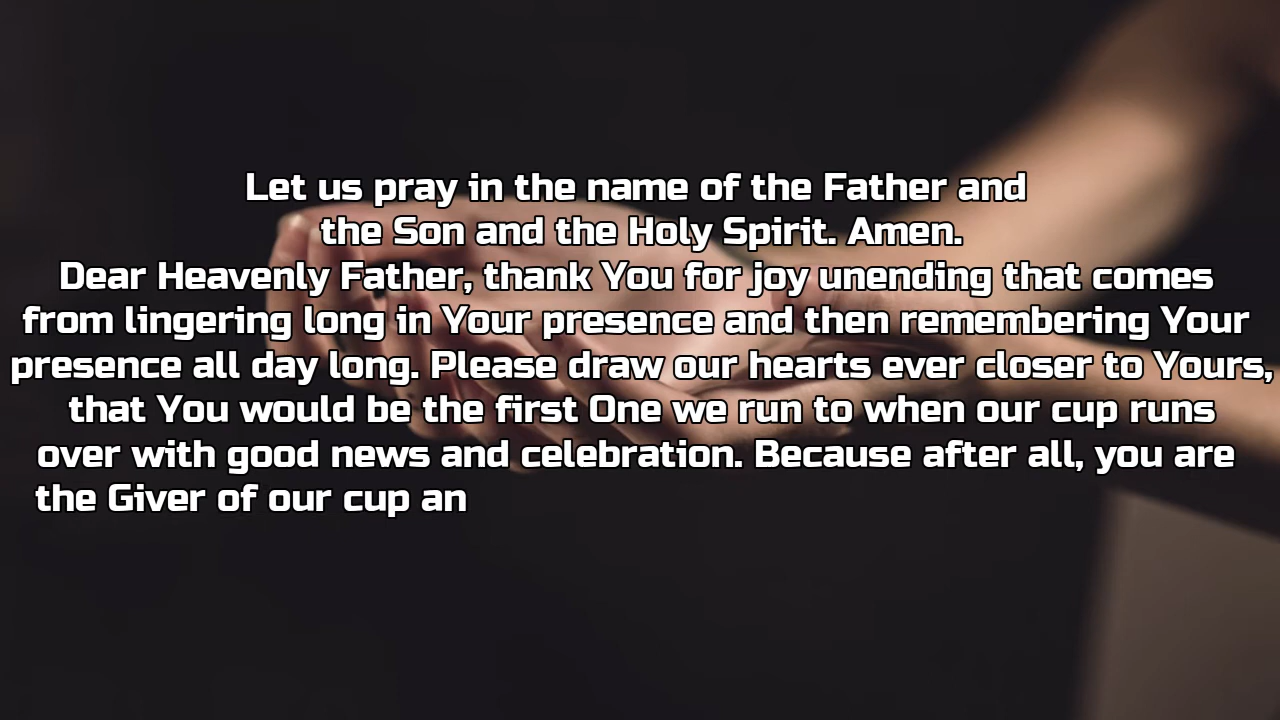 Let us pray in the name of the Father and
the Son and the Holy Spirit. Amen.
Dear Heavenly Father, thank You for joy unending that comes
from lingering long in Your presence and then remembering Your
presence all day long. Please draw our hearts ever closer to Yours,
that You would be the first One we run to when our cup runs
over with good news and celebration. Because after all, you are
the Giver of our cup an